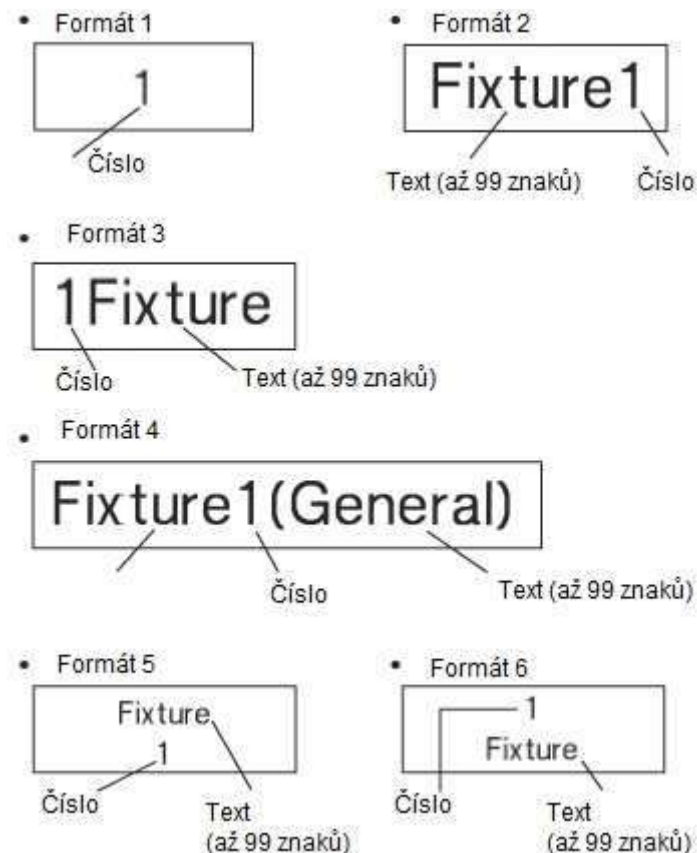 • Formát 1
1
Číslo
• Formát 2
Fixture1
Text (až 99 znaků) Číslo
• Formát 3
1Fixture
Číslo Text (až 99 znaků)
• Formát 4
Fixture1(General)
Číslo Text (až 99 znaků)
• Formát 5
Fixture
1
Číslo Text
(až 99 znaků)
• Formát 6
1
Fixture
Číslo Text
(až 99 znaků)